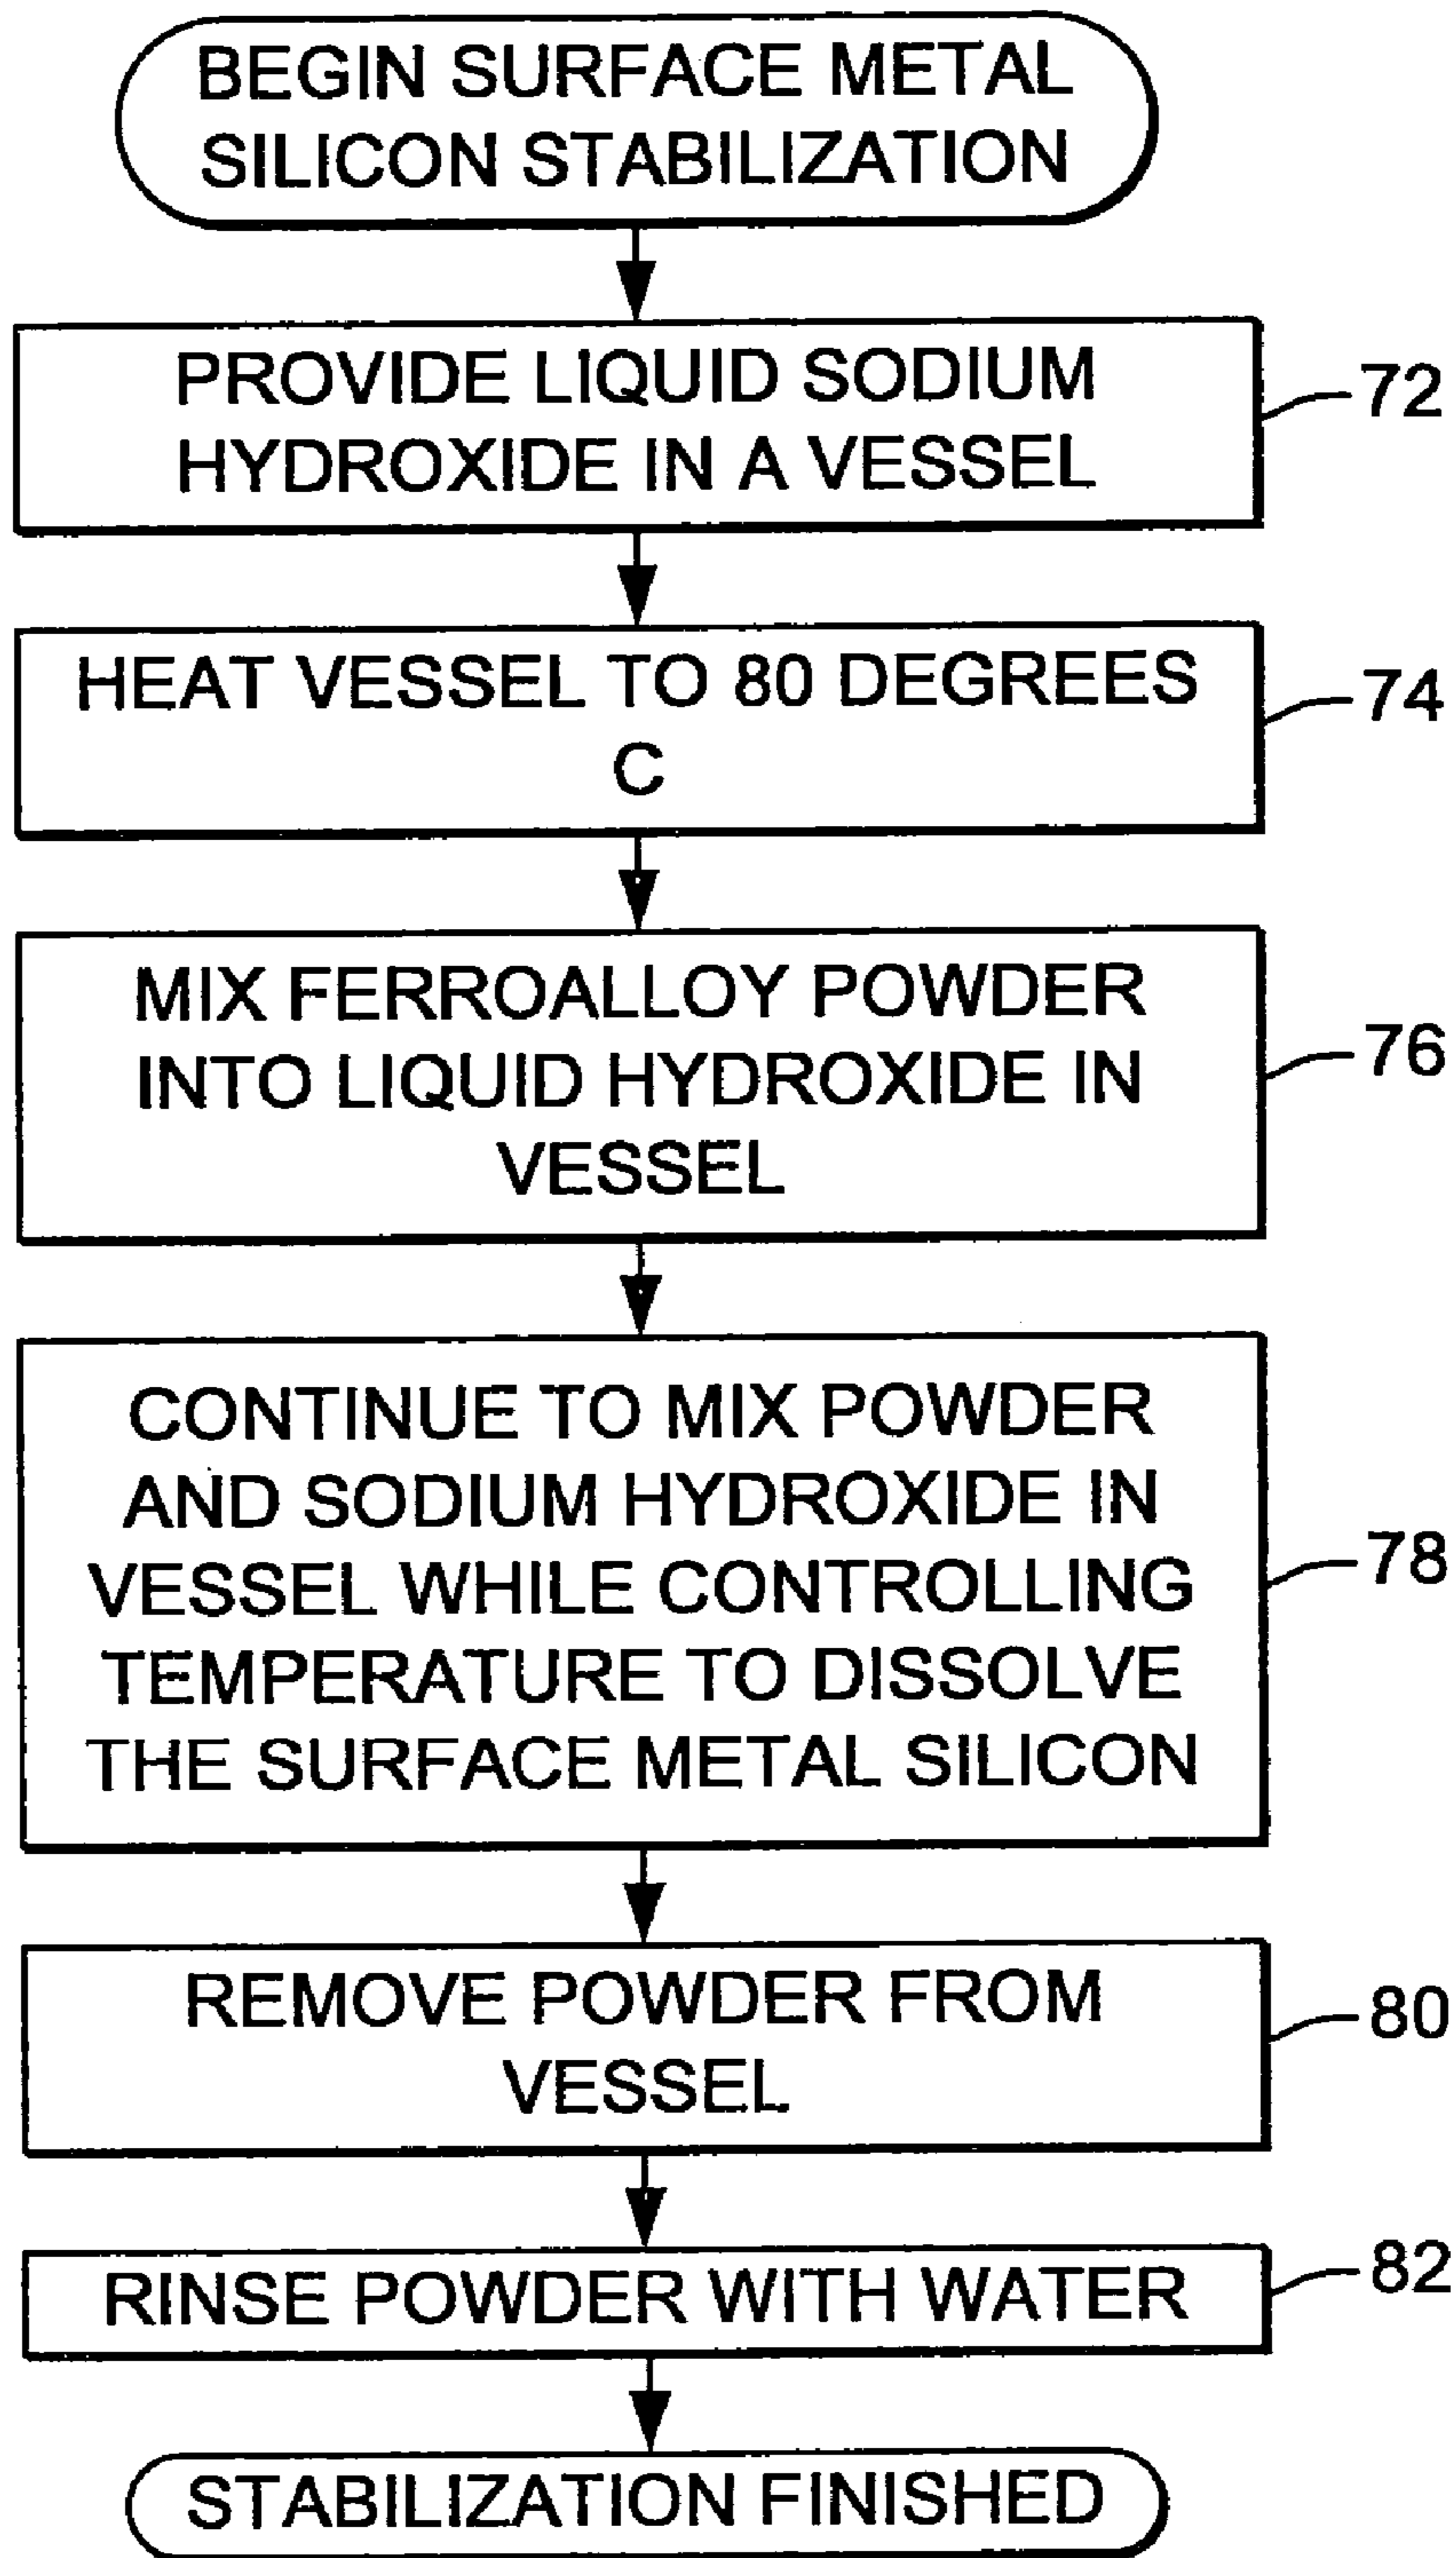 BEGIN SURFACE METAL
SILICON STABILIZATION
PROVIDE LIQUID SODIUM
HYDROXIDE IN A VESSEL
72
HEAT VESSEL TO 80 DEGREES
C
74
MIX FERROALLOY POWDER
INTO LIQUID HYDROXIDE IN
VESSEL
76
CONTINUE TO MIX POWDER
AND SODIUM HYDROXIDE IN
VESSEL WHILE CONTROLLING
TEMPERATURE TO DISSOLVE
THE SURFACE METAL SILICON
78
REMOVE POWDER FROM
VESSEL
80
RINSE POWDER WITH WATER
82
STABILIZATION FINISHED